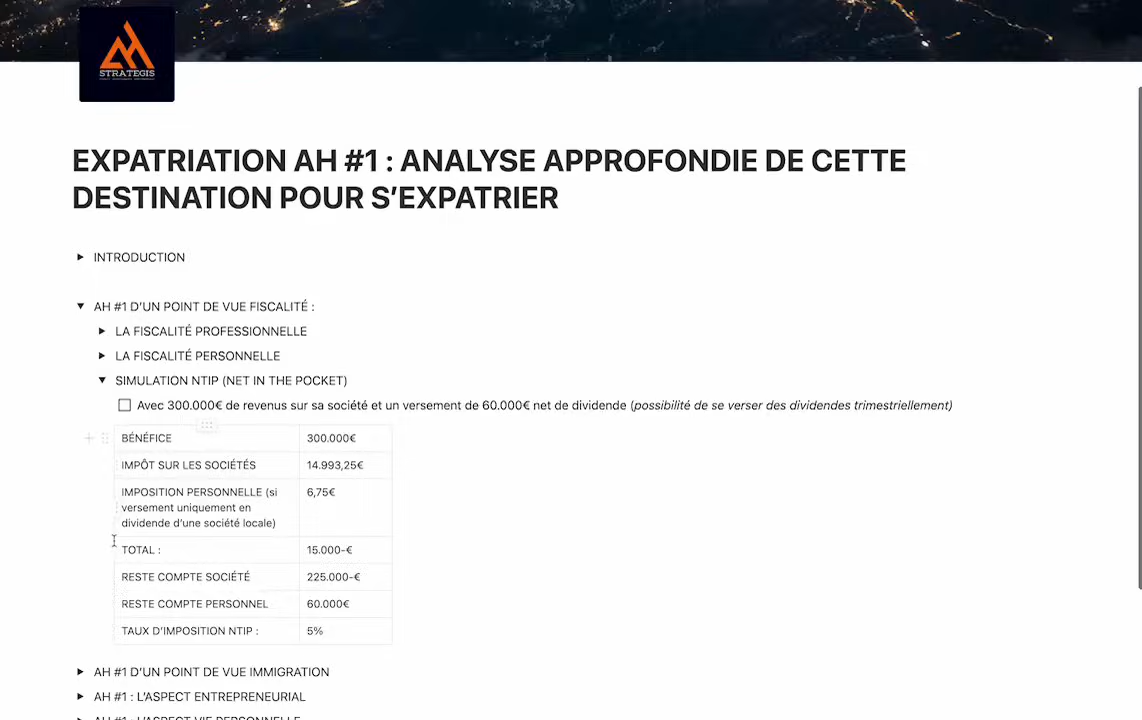 STRATEGIS
EXPATRIATION AH #1 : ANALYSE APPROFONDIE DE CETTE
DESTINATION POUR S'EXPATRIER
INTRODUCTION
AH #1 D'UN POINT DE VUE FISCALITÉ :
LA FISCALITÉ PROFESSIONNELLE
LA FISCALITÉ PERSONNELLE
SIMULATION NTIP (NET IN THE POCKET)
Avec 300.000€ de revenus sur sa société et un versement de 60.000€ net de dividende (possibilité de se verser des dividendes trimestriellement)
BÉNÉFICE 300.000€
IMPÔT SUR LES SOCIÉTÉS 14.993,25€
IMPOSITION PERSONNELLE (si 6,75€
versement uniquement en
dividende d'une société locale)
TOTAL : 15.000-€
RESTE COMPTE SOCIÉTÉ 225.000-€
RESTE COMPTE PERSONNEL 60.000€
TAUX D'IMPOSITION NTIP : 5%
AH #1 D'UN POINT DE VUE IMMIGRATION
AH #1 : L'ASPECT ENTREPRENEURIAL
AH #1 : L'ASPECT VIE PERSONNELLE